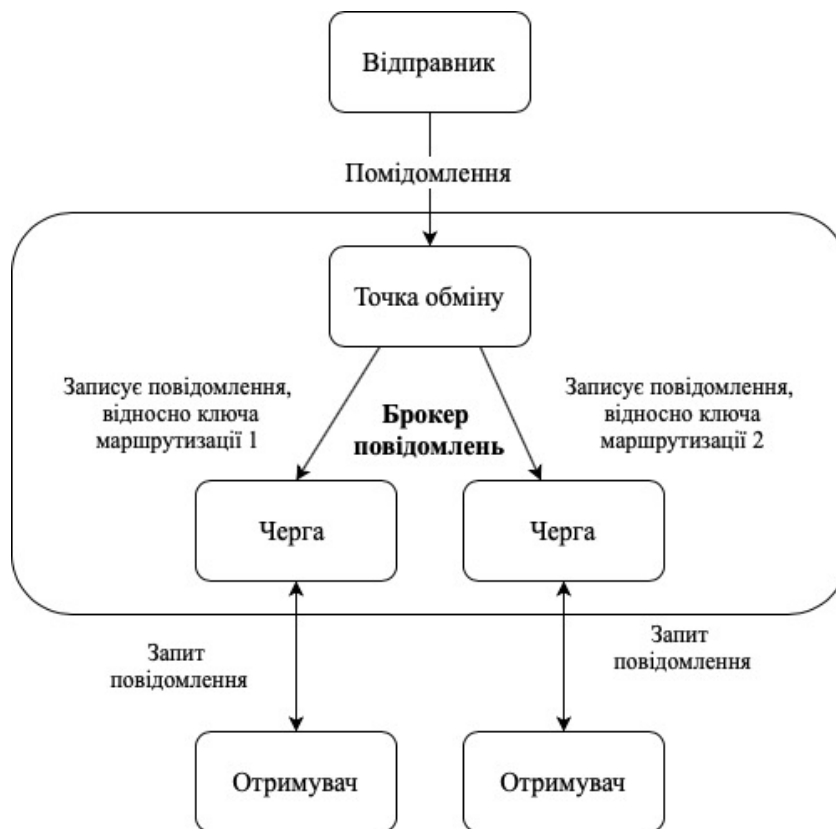 Відправник
Помідомлення
Точка обміну
Записує повідомлення,
відносно ключа
маршрутизації 1
Брокер
повідомлень
Записує повідомлення,
відносно ключа
маршрутизації 2
Черга
Черга
Запит
повідомлення
Запит
повідомлення
Отримувач
Отримувач